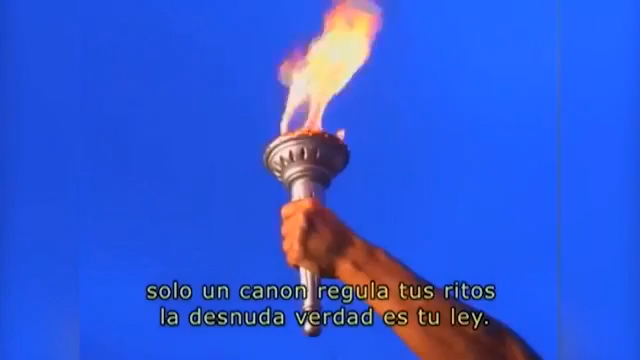 solo un canon regula tus ritos
la desnuda verdad es tu ley.